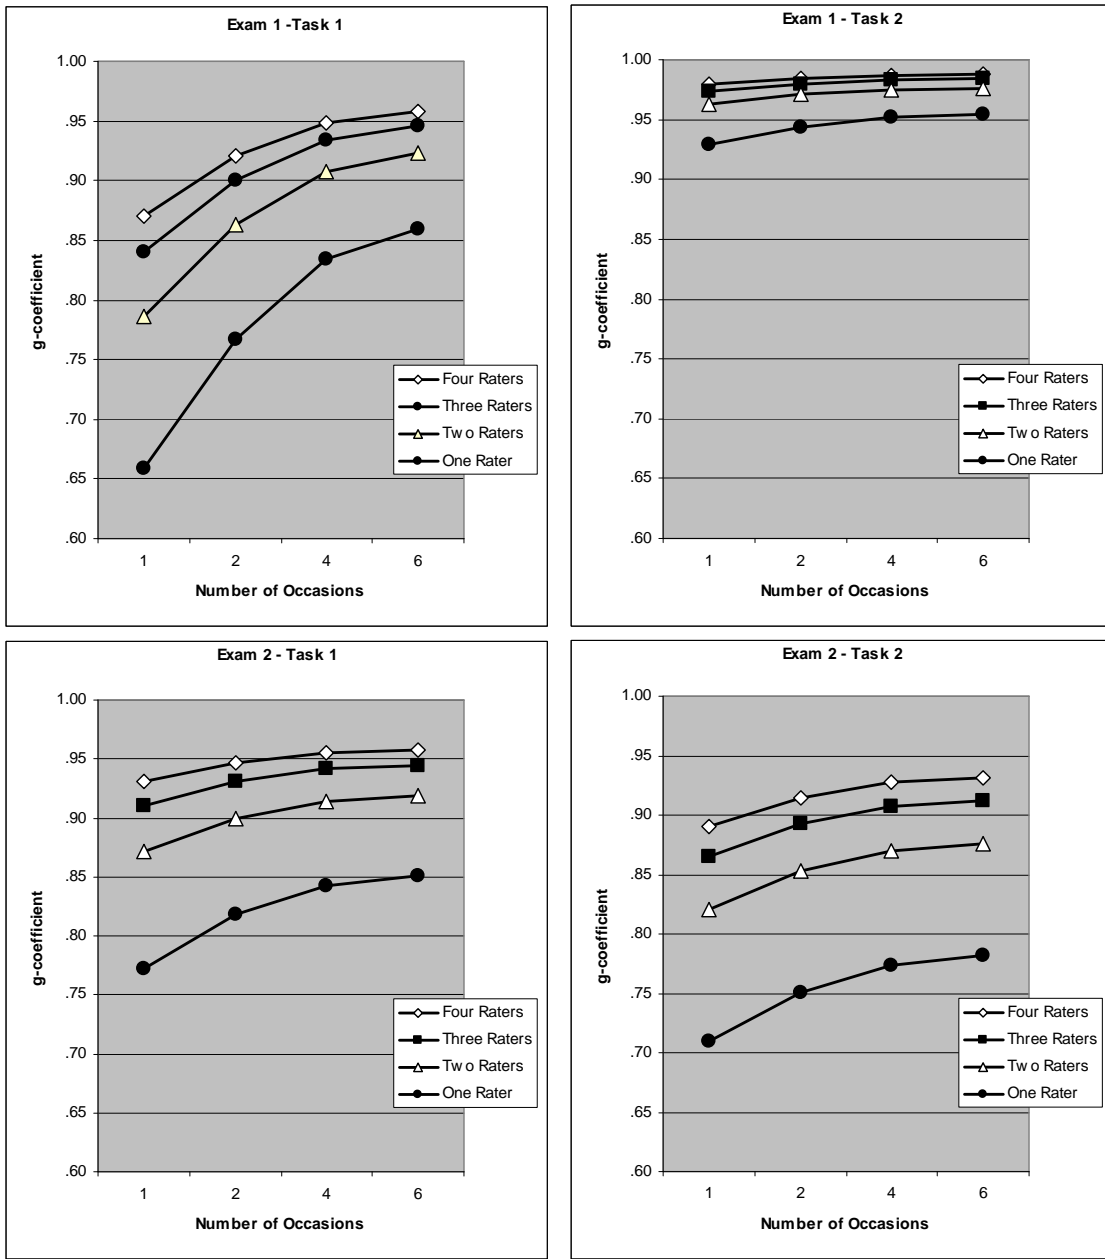 Exam 1 -Task 1
1.00
.95
.90
.85
.80
.75
.70
.65
.60
g-coefficient
1 2 4 6
Number of Occasions
Four Raters
Three Raters
Two Raters
One Rater
Exam 1 - Task 2
1.00
.95
.90
.85
.80
.75
.70
.65
.60
g-coefficient
1 2 4 6
Number of Occasions
Four Raters
Three Raters
Two Raters
One Rater
Exam 2 - Task 1
1.00
.95
.90
.85
.80
.75
.70
.65
.60
g-coefficient
1 2 4 6
Number of Occasions
Four Raters
Three Raters
Two Raters
One Rater
Exam 2 - Task 2
1.00
.95
.90
.85
.80
.75
.70
.65
.60
g-coefficient
1 2 4 6
Number of Occasions
Four Raters
Three Raters
Two Raters
One Rater